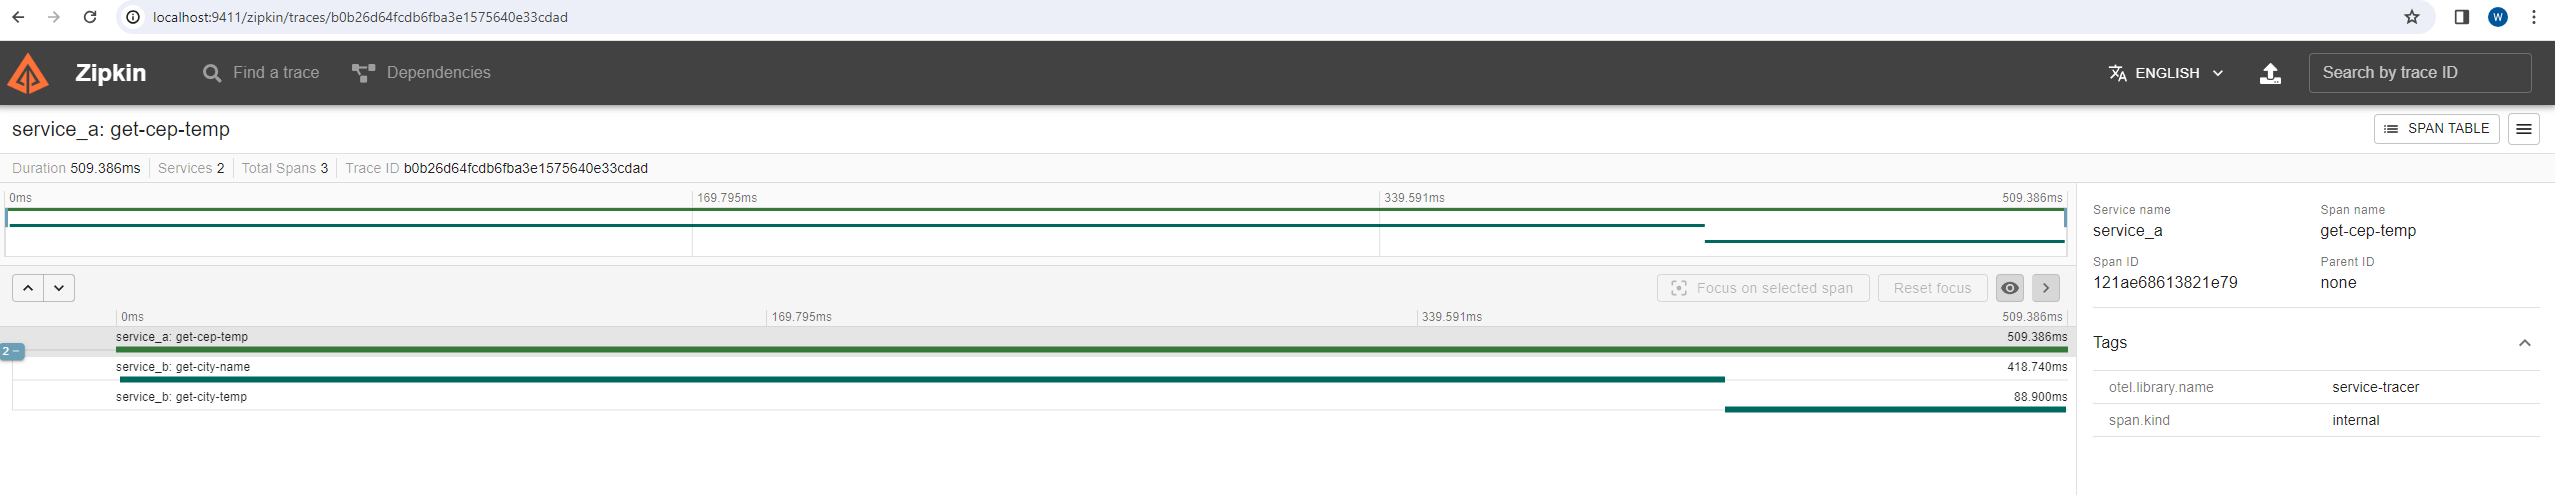 localhost:9411/zipkin/traces/b0b26d64fcdb6fba3e1575640e33cdad
W
Zipkin Find a trace Dependencies ENGLISH Search by trace ID
service_a: get-cep-temp SPAN TABLE
Duration 509.386ms Services 2 Total Spans 3 Trace ID b0b26d64fcdb6fba3e1575640e33cdad
0ms 169.795ms 339.591ms 509.386ms
Focus on selected span Reset focus
0ms 169.795ms 339.591ms 509.386ms
service_a: get-cep-temp 509.386ms
2 −
service_b: get-city-name 418.740ms
service_b: get-city-temp 88.900ms
Service name Span name
service_a get-cep-temp
Span ID Parent ID
121ae68613821e79 none
Tags
otel.library.name service-tracer
span.kind internal